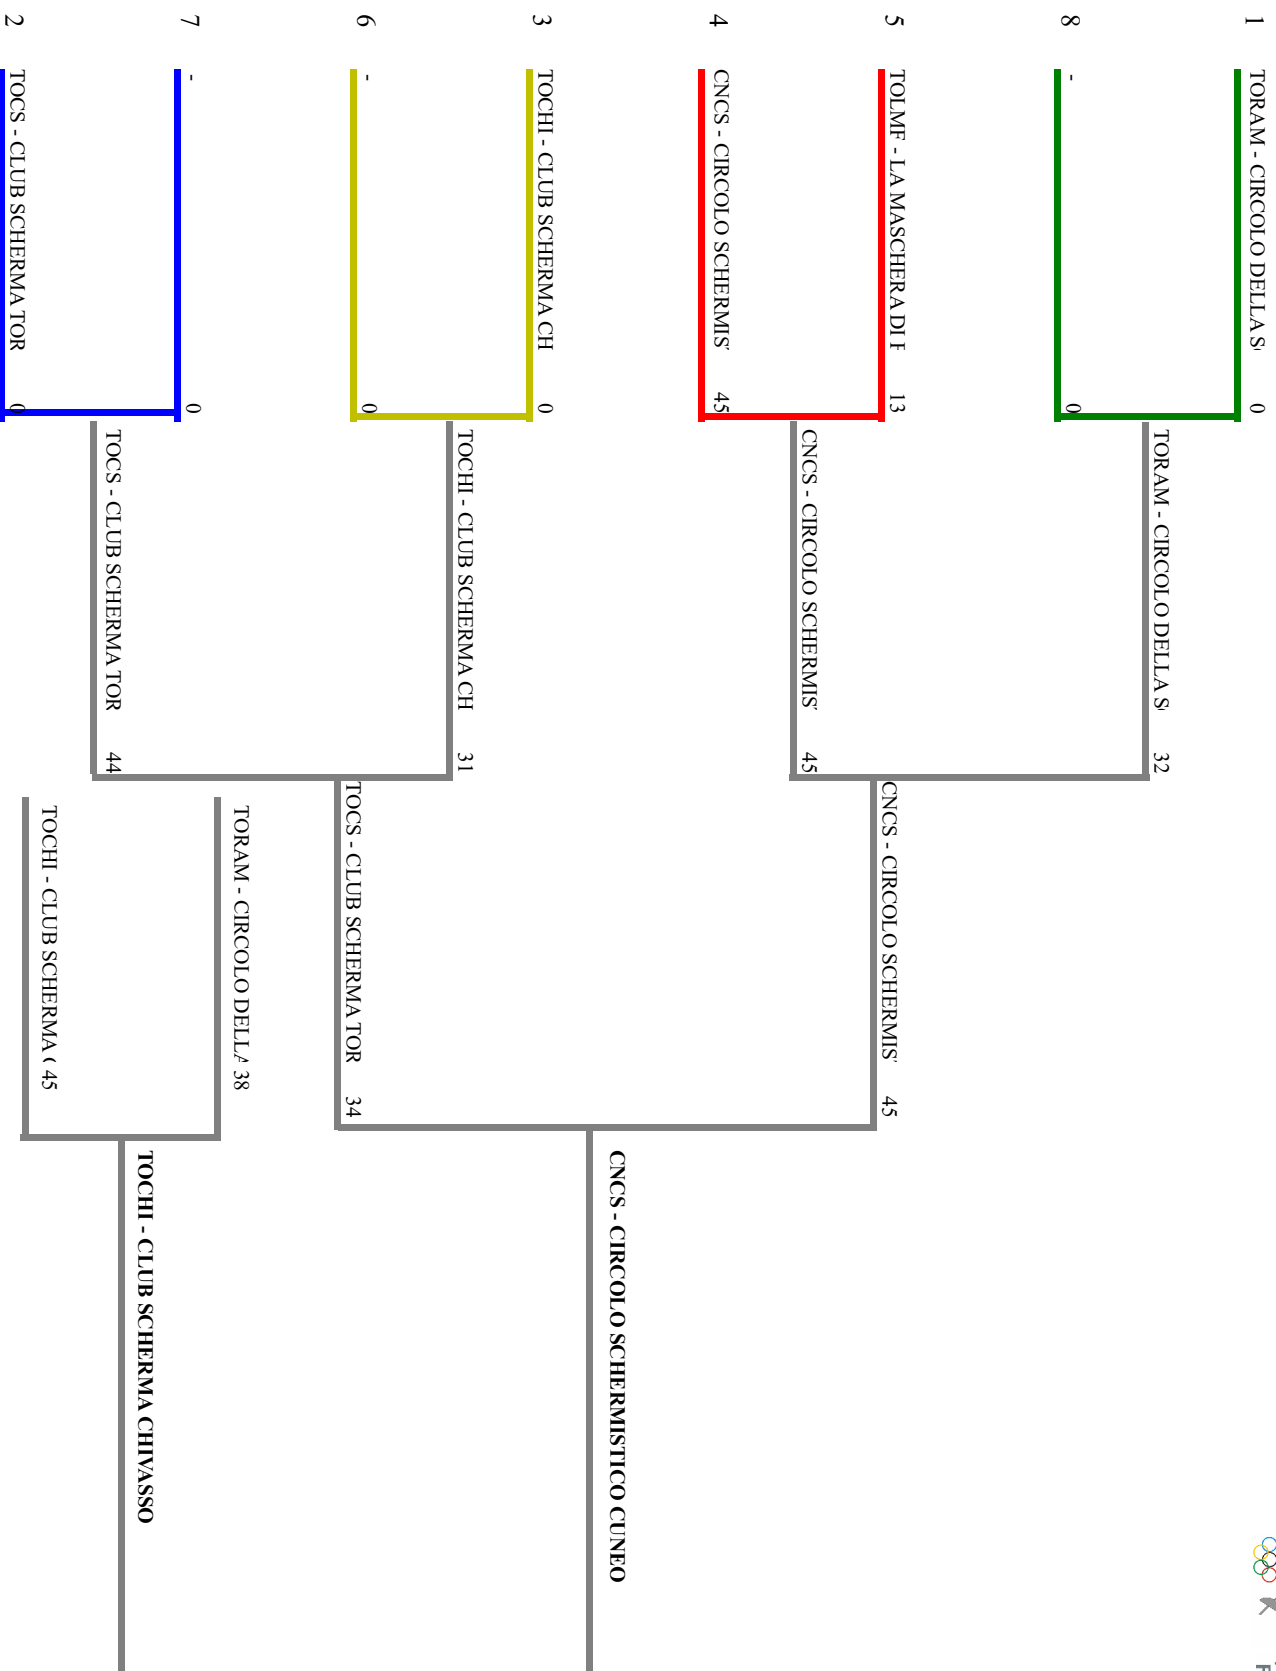 1 TORAM - CIRCOLO DELLA S 0
TORAM - CIRCOLO DELLA S 32
8 - 0
CNCS - CIRCOLO SCHERMIS 45
5 TOLMF - LA MASCHERA DI F 13
CNCS - CIRCOLO SCHERMIS 45
4 CNCS - CIRCOLO SCHERMIS 45
CNCS - CIRCOLO SCHERMISTICO CUNEO
3 TOCHI - CLUB SCHERMA CH 0
TOCHI - CLUB SCHERMA CH 31
6 - 0
TOCS - CLUB SCHERMA TOR 34
7 - 0
TOCS - CLUB SCHERMA TOR 44
2 TOCS - CLUB SCHERMA TOR 0
TORAM - CIRCOLO DELLA 38
TOCHI - CLUB SCHERMA CHIVASSO
TOCHI - CLUB SCHERMA 45